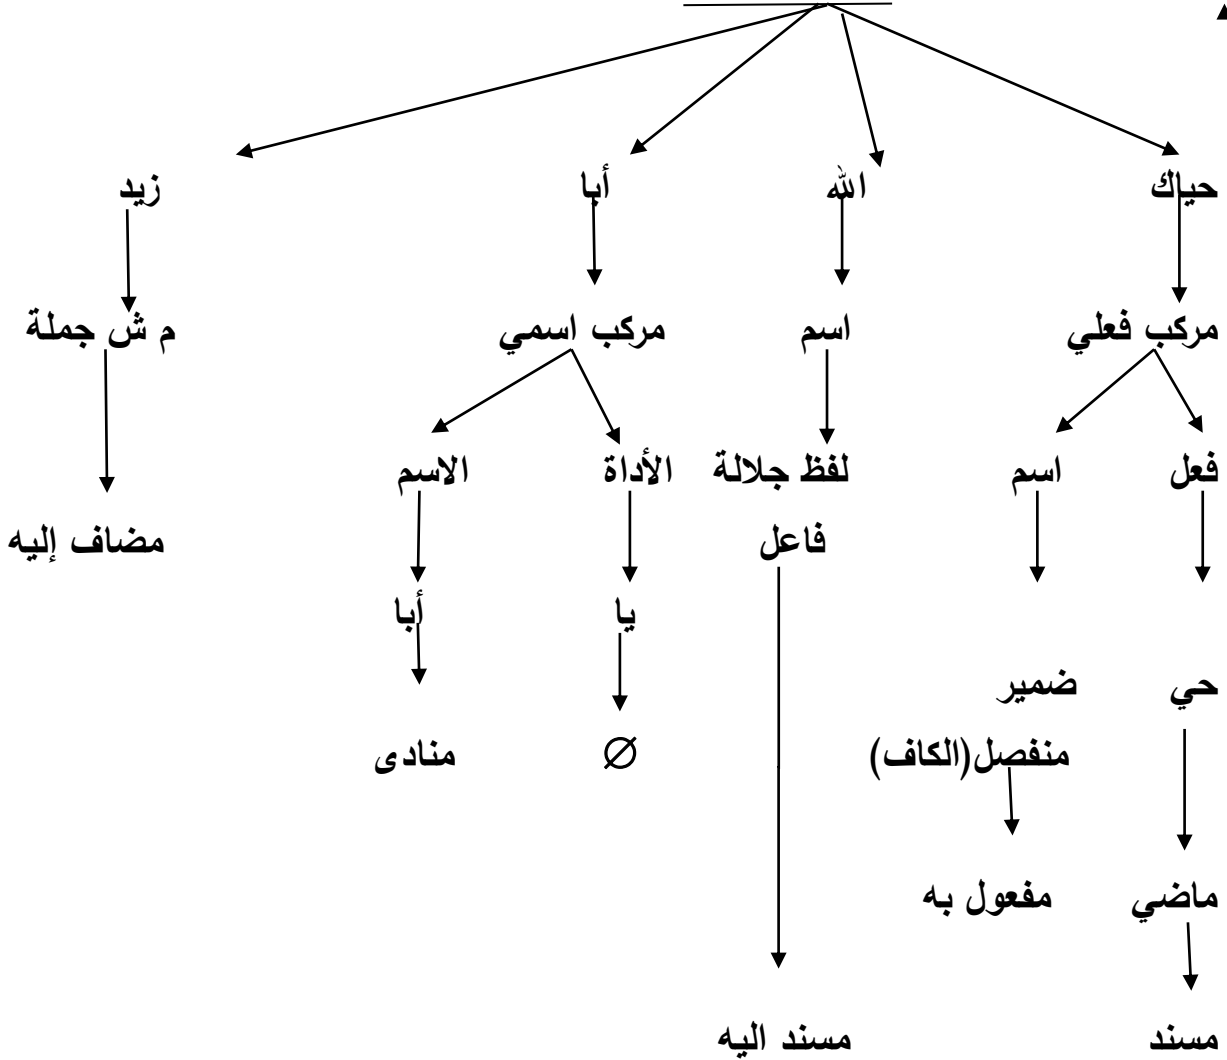 حياك الله أبا زيد
مركب فعلي اسم مركب اسمي م ش جملة
فعل اسم لفظ جلالة الأداة الاسم
فاعل مضاف إليه
يا أبا
حي ضمير
منفصل(الكاف) ∅ منادى
ماضي مفعول به
مسند مسند اليه